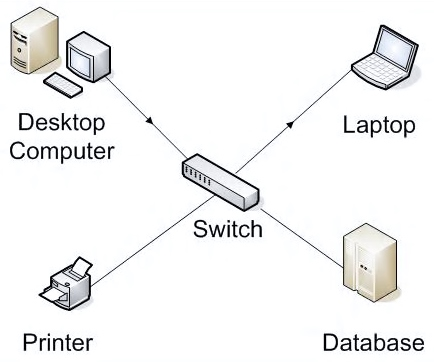 Desktop
Computer
Laptop
Switch
Printer
Database